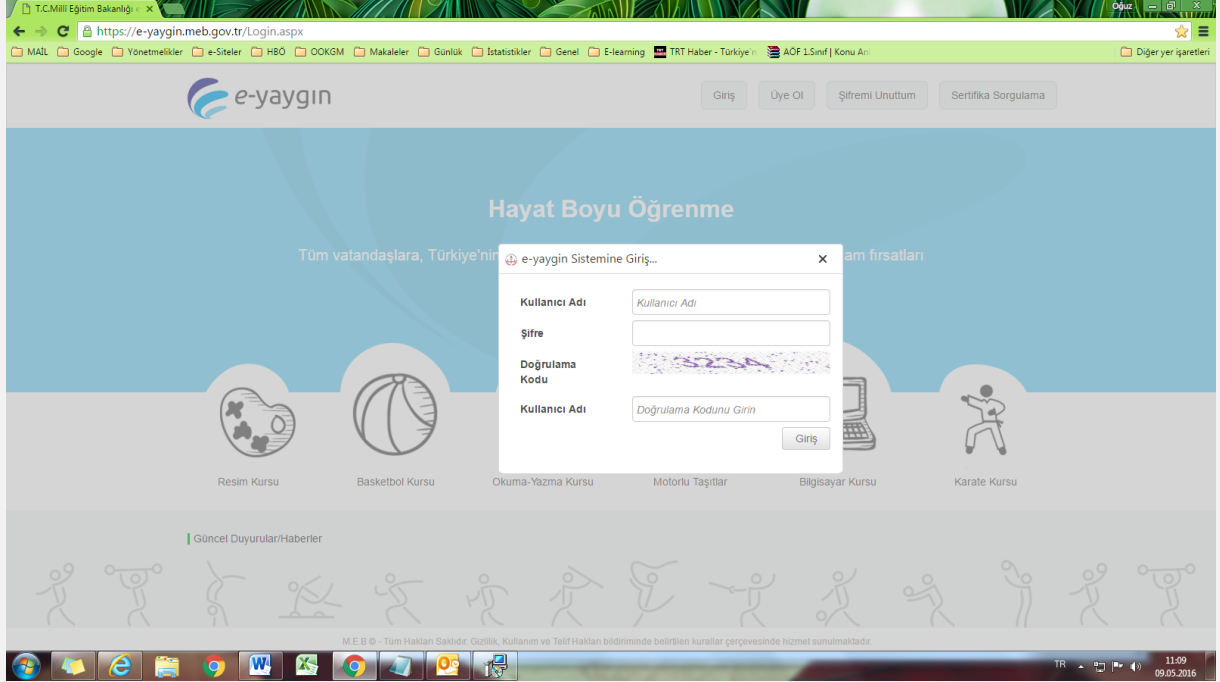 T.C.Millî Eğitim Bakanlığı
Oğuz
https://e-yaygin.meb.gov.tr/Login.aspx
MAİL Google Yönetmelikler e-Siteler HBÖ OOKGM Makaleler Günlük İstatistikler Genel E-learning TRT Haber - Türkiye'n AÖF 1.Sınıf | Konu An Diğer yer işaretleri
e-yaygın
Giriş Üye Ol Şifremi Unuttum Sertifika Sorgulama
Hayat Boyu Öğrenme
Tüm vatandaşlara, Türkiye'nin am fırsatları
e-yaygin Sistemine Giriş...
Kullanıcı Adı Kullanıcı Adı
Şifre
Doğrulama
Kodu
3234
Kullanıcı Adı Doğrulama Kodunu Girin
Giriş
Resim Kursu Basketbol Kursu Okuma-Yazma Kursu Motorlu Taşıtlar Bilgisayar Kursu Karate Kursu
Güncel Duyurular/Haberler
M.E.B © - Tüm Hakları Saklıdır. Gizlilik, Kullanım ve Telif Hakları bildiriminde belirtilen kurallar çerçevesinde hizmet sunulmaktadır.
TR
11:09
09.05.2016